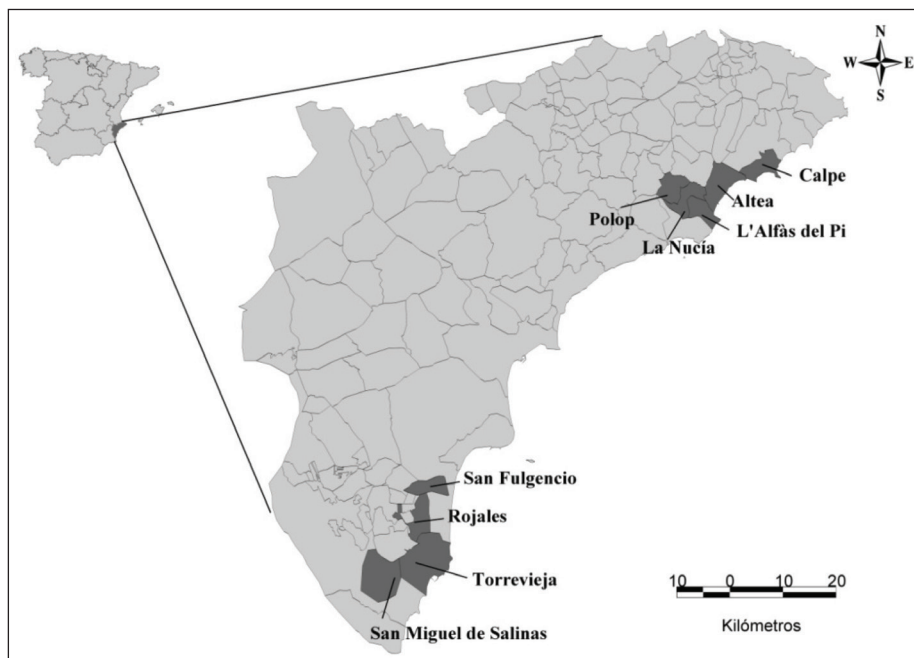 N
W E
S
Calpe
Altea
Polop
L'Alfàs del Pi
La Nucía
San Fulgencio
Rojales
Torrevieja
San Miguel de Salinas
10 0 10 20
Kilómetros